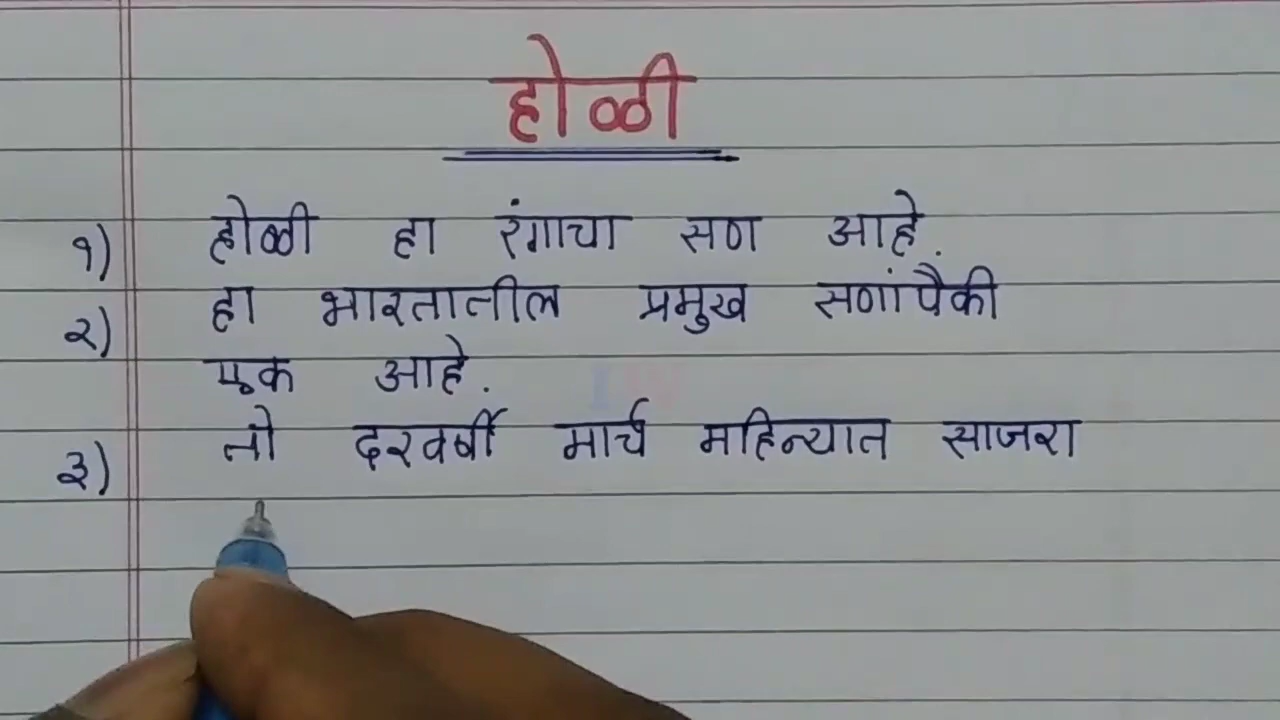 होळी
१) होळी हा रंगाचा सण आहे.
२) हा भारतातील प्रमुख सणांपैकी
एक आहे.
३) तो दरवर्षी मार्च महिन्यात साजरा